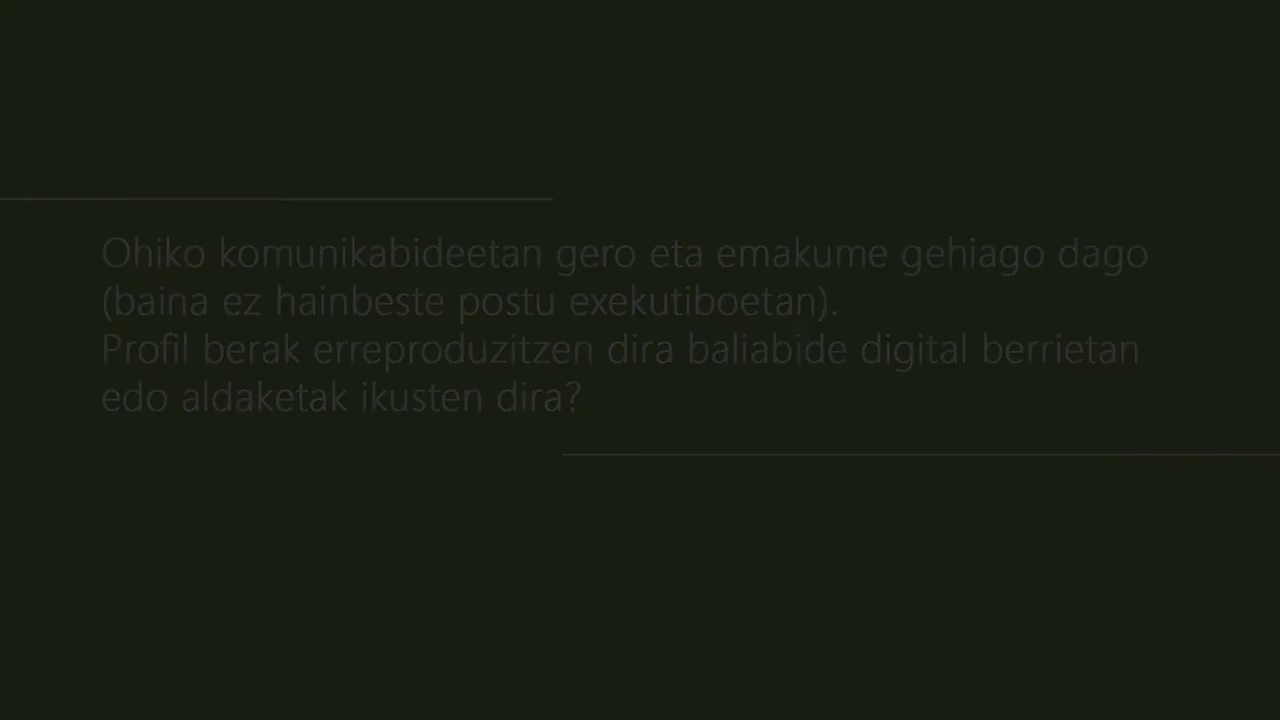 Ohiko komunikabideetan gero eta emakume gehiago dago
(baina ez hainbeste postu exekutiboetan).
Profil berak erreproduzitzen dira baliabide digital berrietan
edo aldaketak ikusten dira?